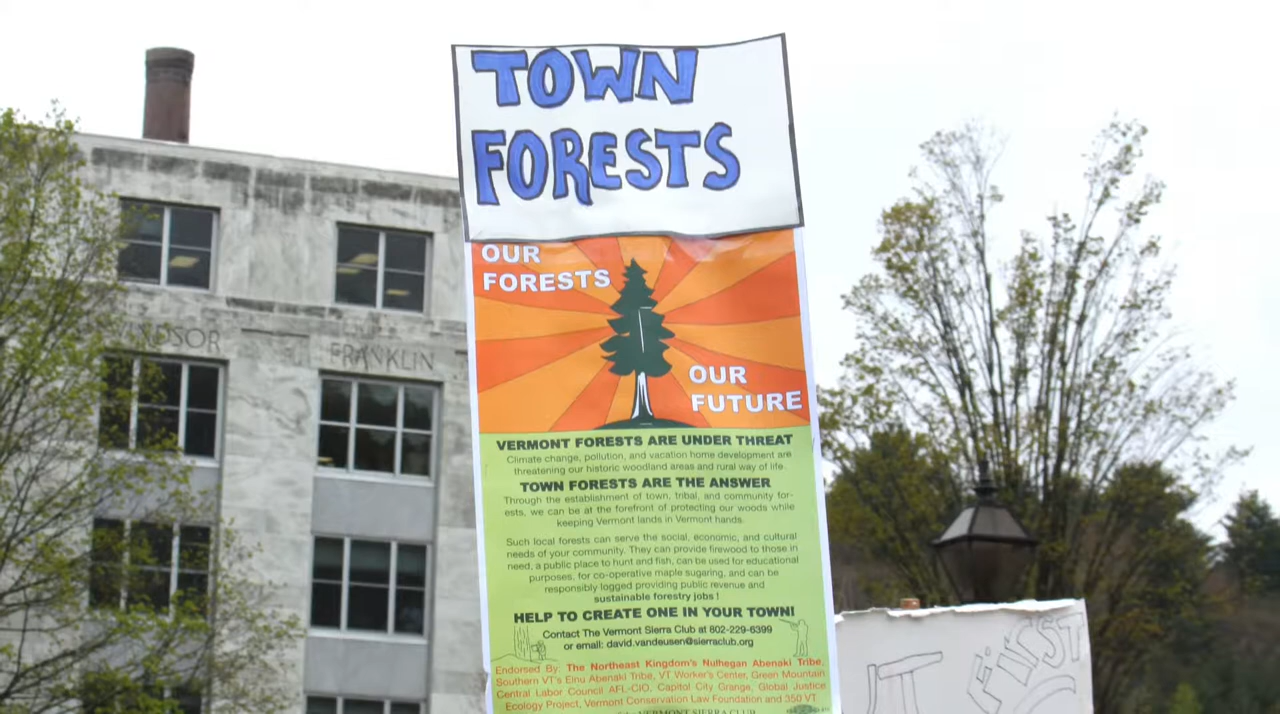 TOWN
FORESTS
WINDSOR
FRANKLIN
OUR
FORESTS
OUR
FUTURE
VERMONT FORESTS ARE UNDER THREAT
Climate change, pollution, and vacation home development are
threatening our historic woodland areas and rural way of life.
TOWN FORESTS ARE THE ANSWER
Through the establishment of town, tribal, and community for-
ests, we can be at the forefront of protecting our woods while
keeping Vermont lands in Vermont hands.
Such local forests can serve the social, economic, and cultural
needs of your community. They can provide firewood to those in
need, a public place to hunt and fish, can be used for educational
purposes, for co-operative maple sugaring, and can be
responsibly logged providing public revenue and
sustainable forestry jobs !
HELP TO CREATE ONE IN YOUR TOWN!
Contact The Vermont Sierra Club at 802-229-6399
or email: david.vandeusen@sierraclub.org
Endorsed By: The Northeast Kingdom's Nulhegan Abenaki Tribe,
Southern VT's Elnu Abenaki Tribe, VT Worker's Center, Green Mountain
Central Labor Council AFL-CIO, Capitol City Grange, Global Justice
Ecology Project, Vermont Conservation Law Foundation and 350 VT
VERMONT SIERRA CLUB
VT FIRST